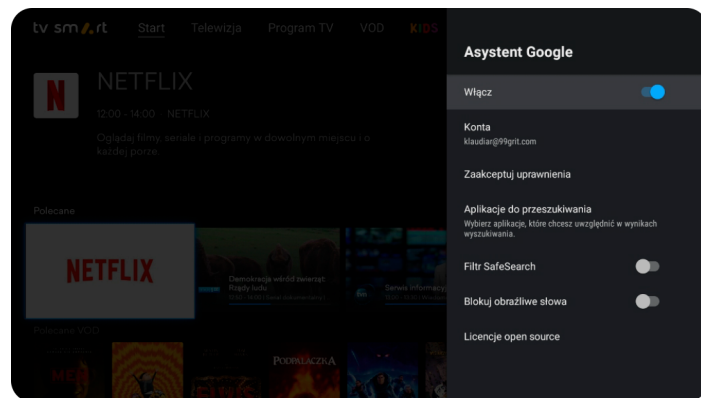 tv smart Start Telewizja Program TV VOD KIDS
NETFLIX
12:00 - 14:00 NETFLIX
Oglądaj filmy, seriale i programy w dowolnym miejscu i o
każdej porze.
Polecane
NETFLIX
Demokracja wśród zwierząt:
Rządy
ludu
Serwis informacyj
Polecane VOD
MEN
PODPALACZKA
Asystent Google
Włącz
Konta
klaudiar@99grit.com
Zaakceptuj uprawnienia
Aplikacje do przeszukiwania
Wybierz aplikacje, które chcesz uwzględnić w wynikach
wyszukiwania.
Filtr SafeSearch
Blokuj obraźliwe słowa
Licencje open source